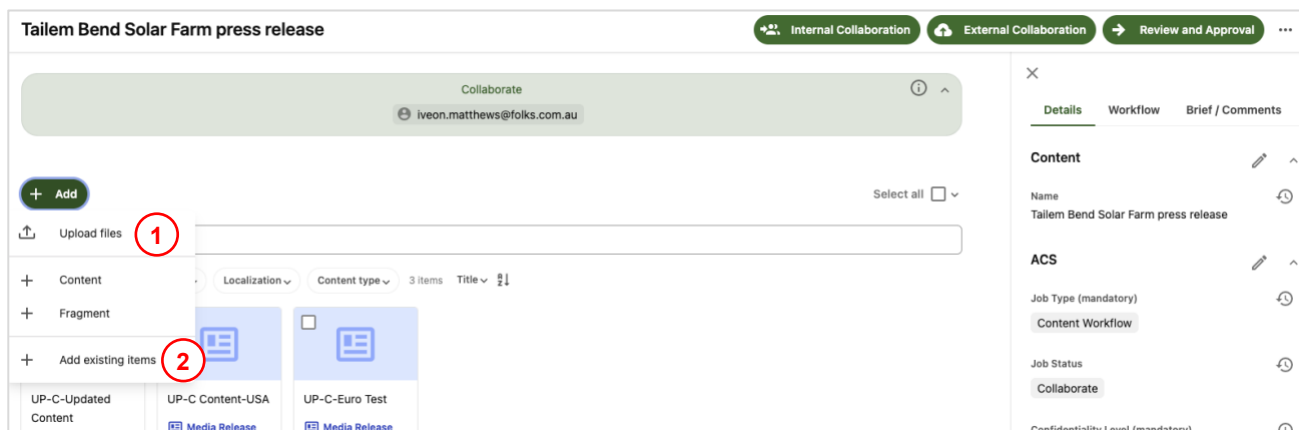 Tailem Bend Solar Farm press release
Internal Collaboration
External Collaboration
Review and Approval
Collaborate
iveon.matthews@folks.com.au
Add
Select all
Upload files
1
Content
Fragment
Add existing items
2
Localization
Content type
3 items
Title
UP-C-Updated
Content
UP-C Content-USA
Media Release
UP-C-Euro Test
Media Release
Details
Workflow
Brief / Comments
Content
Name
Tailem Bend Solar Farm press release
ACS
Job Type (mandatory)
Content Workflow
Job Status
Collaborate
Confidentiality Level (mandatory)